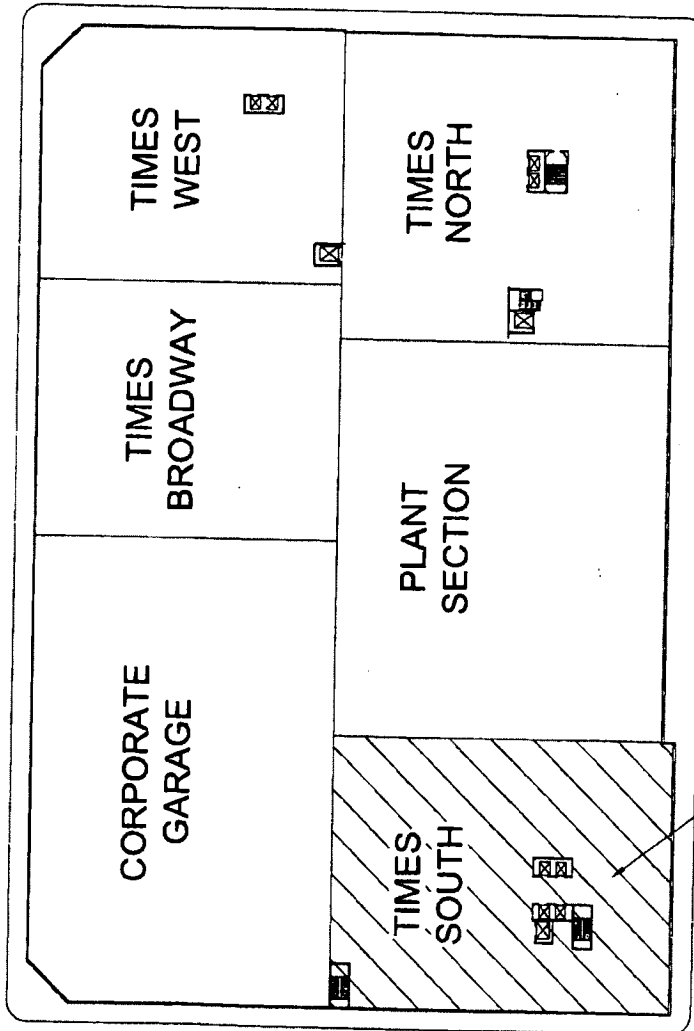 TIMES
WEST
TIMES
NORTH
TIMES
BROADWAY
PLANT
SECTION
CORPORATE
GARAGE
TIMES
SOUTH